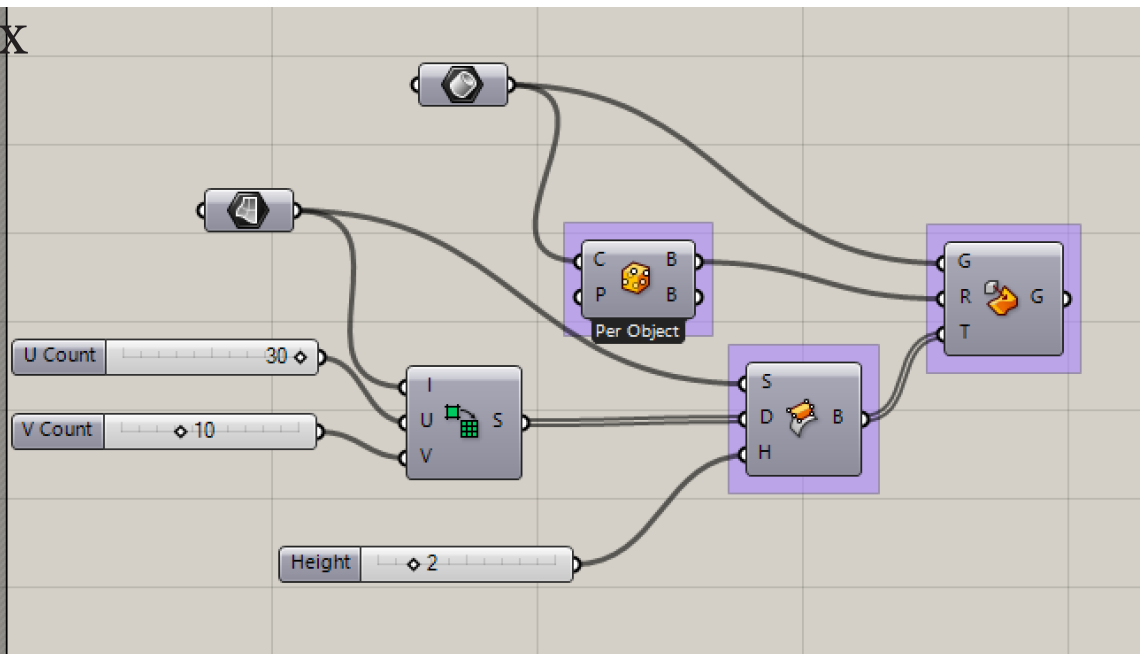 x
C B
P B
Per Object
G
R G
T
U Count 30
V Count 10
I
U S
V
S
D B
H
Height 2